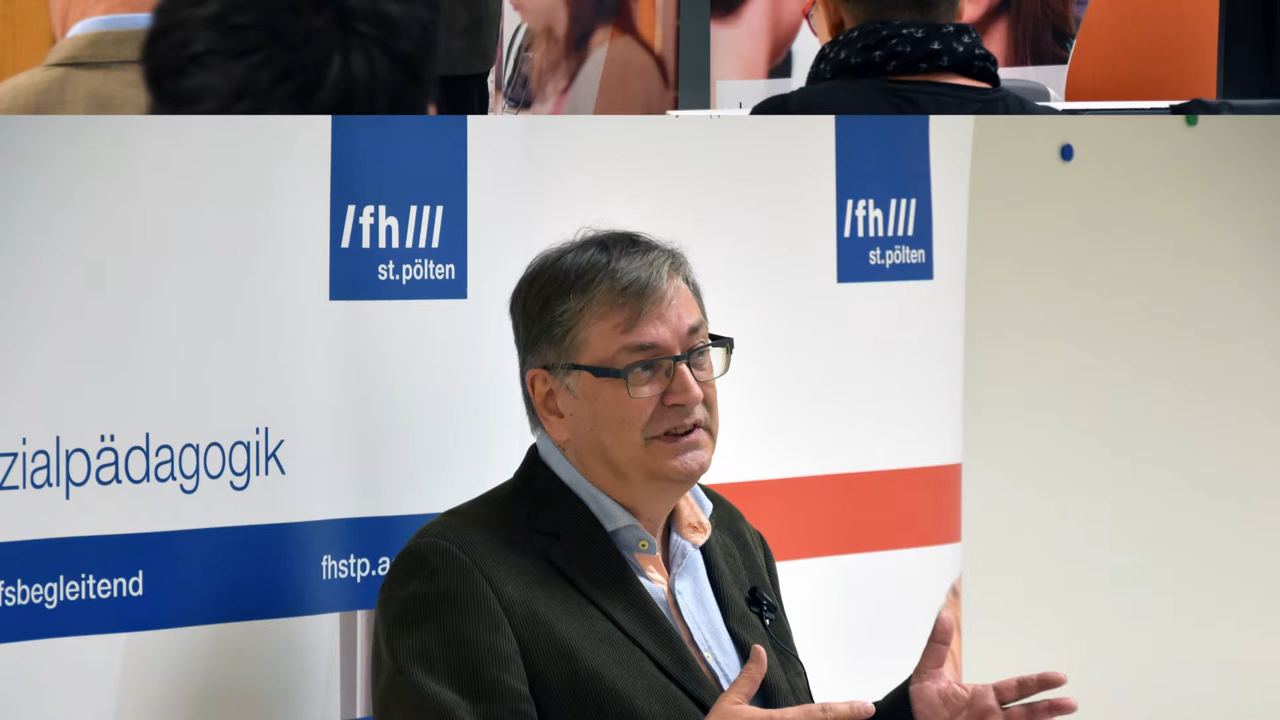 /fh///
st.pölten
/fh///
st.pölten
zialpädagogik
fsbegleitend
fhstp.a